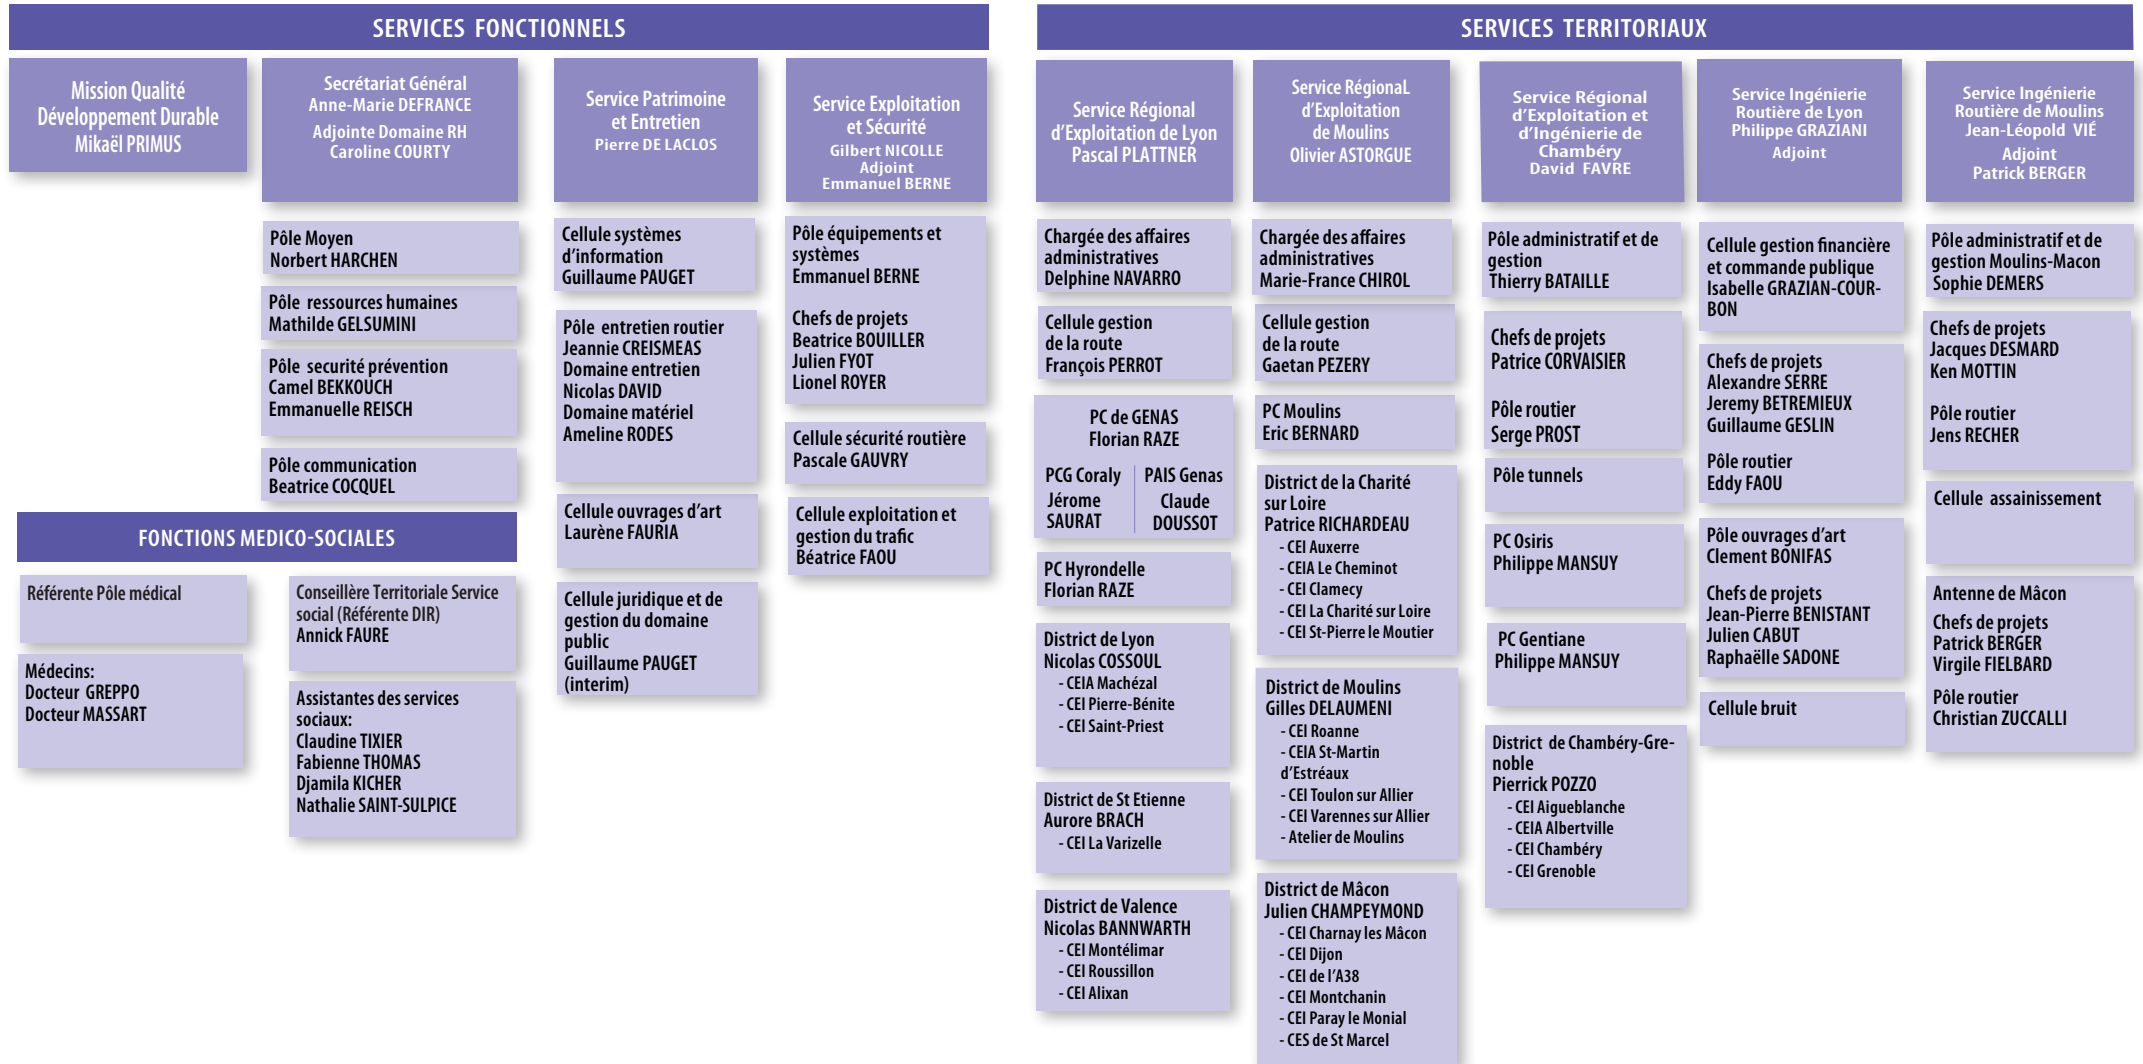 SERVICES FONCTIONNELS
Mission Qualité
Développement Durable
Mikaël PRIMUS
Secrétariat Général
Anne-Marie DEFRANCE
Adjointe Domaine RH
Caroline COURTY
Pôle Moyen
Norbert HARCHEN
Pôle ressources humaines
Mathilde GELSUMINI
Pôle securité prévention
Camel BEKKOUCH
Emmanuelle REISCH
Pôle communication
Beatrice COCQUEL
Service Patrimoine
et Entretien
Pierre DE LACLOS
Cellule systèmes
d'information
Guillaume PAUGET
Pôle entretien routier
Jeannie CREISMEAS
Domaine entretien
Nicolas DAVID
Domaine matériel
Ameline RODES
Cellule ouvrages d'art
Laurène FAURIA
Cellule juridique et de
gestion du domaine
public
Guillaume PAUGET
(interim)
Service Exploitation
et Sécurité
Gilbert NICOLLE
Adjoint
Emmanuel BERNE
Pôle équipements et
systèmes
Emmanuel BERNE
Chefs de projets
Beatrice BOUILLER
Julien FYOT
Lionel ROYER
Cellule sécurité routière
Pascale GAUVRY
Cellule exploitation et
gestion du trafic
Béatrice FAOU
FONCTIONS MEDICO-SOCIALES
Référente Pôle médical
Médecins:
Docteur GREPPO
Docteur MASSART
Conseillère Territoriale Service
social (Référente DIR)
Annick FAURE
Assistantes des services
sociaux:
Claudine TIXIER
Fabienne THOMAS
Djamila KICHER
Nathalie SAINT-SULPICE
SERVICES TERRITORIAUX
Service Régional
d'Exploitation de Lyon
Pascal PLATTNER
Chargée des affaires
administratives
Delphine NAVARRO
Cellule gestion
de la route
François PERROT
PC de GENAS
Florian RAZE
PCG Coraly
Jérome
SAURAT
PAIS Genas
Claude
DOUSSOT
PC Hyrondelle
Florian RAZE
District de Lyon
Nicolas COSSOUL
- CEIA Machézal
- CEI Pierre-Bénite
- CEI Saint-Priest
District de St Etienne
Aurore BRACH
- CEI La Varizelle
District de Valence
Nicolas BANNWARTH
- CEI Montélimar
- CEI Roussillon
- CEI Alixan
Service RégionaL
d'Exploitation
de Moulins
Olivier ASTORGUE
Chargée des affaires
administratives
Marie-France CHIROL
Cellule gestion
de la route
Gaetan PEZERY
PC Moulins
Eric BERNARD
District de la Charité
sur Loire
Patrice RICHARDEAU
- CEI Auxerre
- CEIA Le Cheminot
- CEI Clamecy
- CEI La Charité sur Loire
- CEI St-Pierre le Moutier
District de Moulins
Gilles DELAUMENI
- CEI Roanne
- CEIA St-Martin
d'Estréaux
- CEI Toulon sur Allier
- CEI Varennes sur Allier
- Atelier de Moulins
District de Mâcon
Julien CHAMPEYMOND
- CEI Charnay les Mâcon
- CEI Dijon
- CEI de l'A38
- CEI Montchanin
- CEI Paray le Monial
- CES de St Marcel
Service Régional
d'Exploitation et
d'Ingénierie de
Chambéry
David FAVRE
Pôle administratif et de
gestion
Thierry BATAILLE
Chefs de projets
Patrice CORVAISIER
Pôle routier
Serge PROST
Pôle tunnels
PC Osiris
Philippe MANSUY
PC Gentiane
Philippe MANSUY
District de Chambéry-Gre-
noble
Pierrick POZZO
- CEI Aigueblanche
- CEIA Albertville
- CEI Chambéry
- CEI Grenoble
Service Ingénierie
Routière de Lyon
Philippe GRAZIANI
Adjoint
Cellule gestion financière
et commande publique
Isabelle GRAZIAN-COUR-
BON
Chefs de projets
Alexandre SERRE
Jeremy BETREMIEUX
Guillaume GESLIN
Pôle routier
Eddy FAOU
Pôle ouvrages d'art
Clement BONIFAS
Chefs de projets
Jean-Pierre BENISTANT
Julien CABUT
Raphaëlle SADONE
Cellule bruit
Service Ingénierie
Routière de Moulins
Jean-Léopold VIÉ
Adjoint
Patrick BERGER
Pôle administratif et de
gestion Moulins-Macon
Sophie DEMERS
Chefs de projets
Jacques DESMARD
Ken MOTTIN
Pôle routier
Jens RECHER
Cellule assainissement
Antenne de Mâcon
Chefs de projets
Patrick BERGER
Virgile FIELBARD
Pôle routier
Christian ZUCCALLI